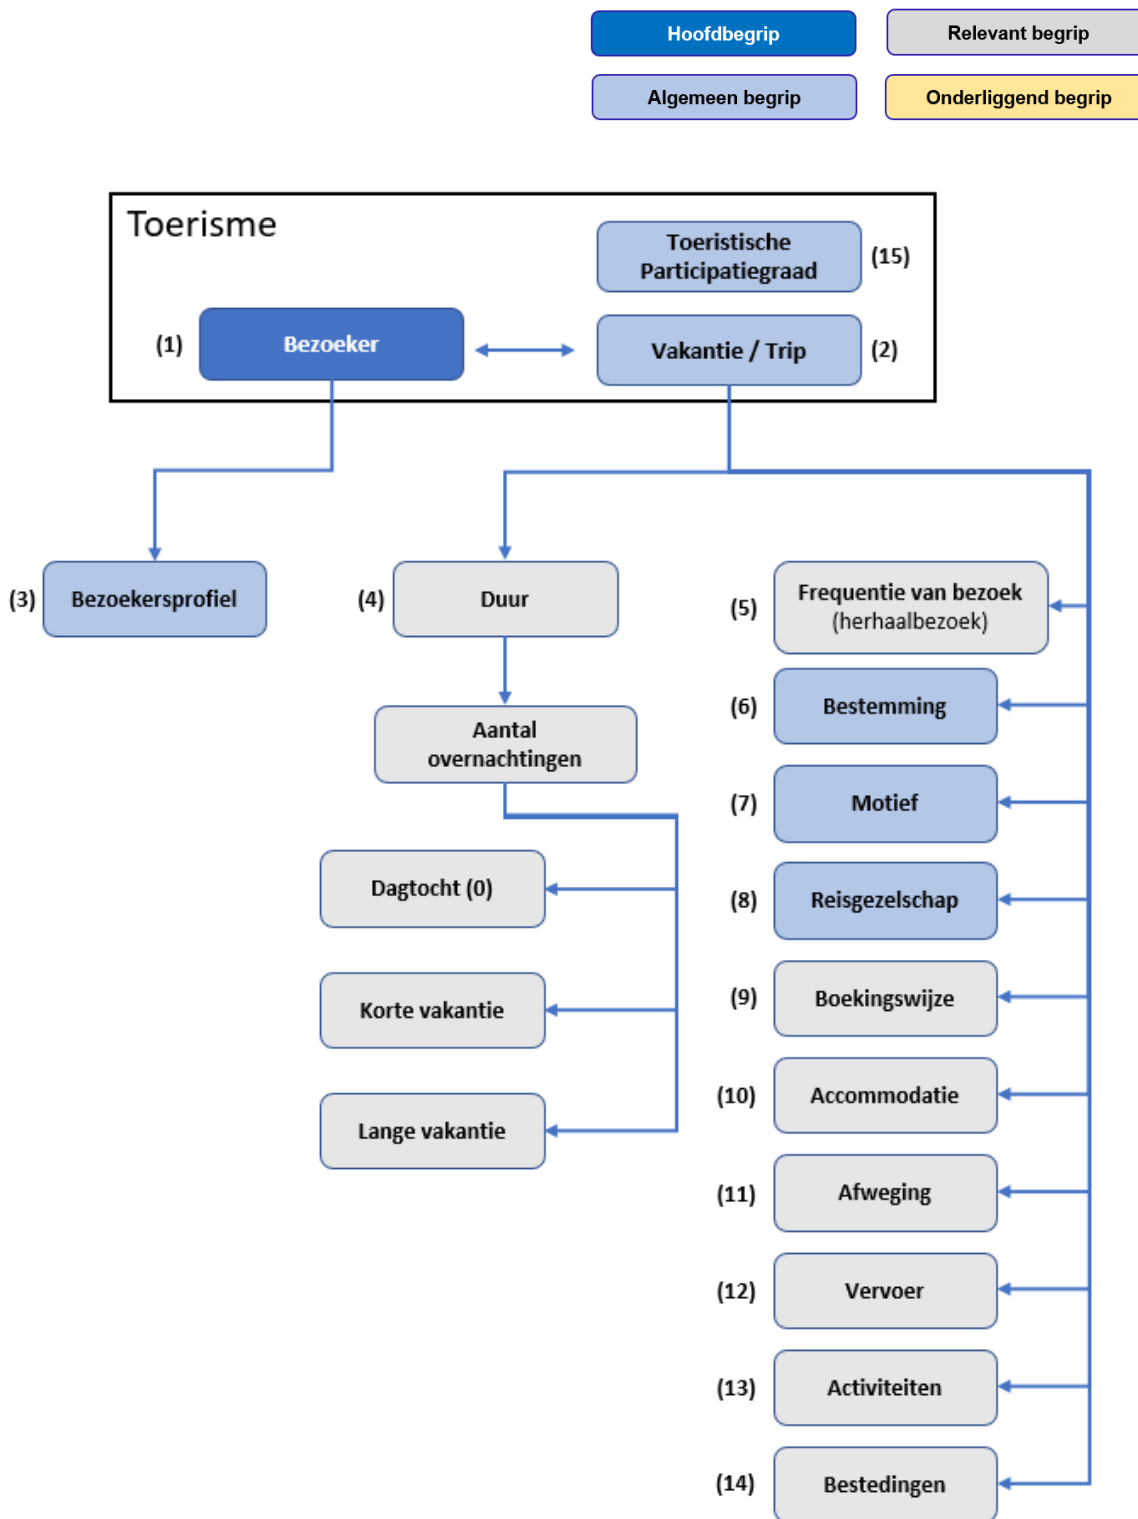 Hoofdbegrip
Relevant begrip
Algemeen begrip
Onderliggend begrip
Toerisme
Toeristische
Participatiegraad
(15)
(1)
Bezoeker
Vakantie / Trip
(2)
(3)
Bezoekersprofiel
(4)
Duur
Aantal
overnachtingen
Dagtocht (0)
Korte vakantie
Lange vakantie
(5)
Frequentie van bezoek
(herhaalbezoek)
(6)
Bestemming
(7)
Motief
(8)
Reisgezelschap
(9)
Boekingswijze
(10)
Accommodatie
(11)
Afweging
(12)
Vervoer
(13)
Activiteiten
(14)
Bestedingen